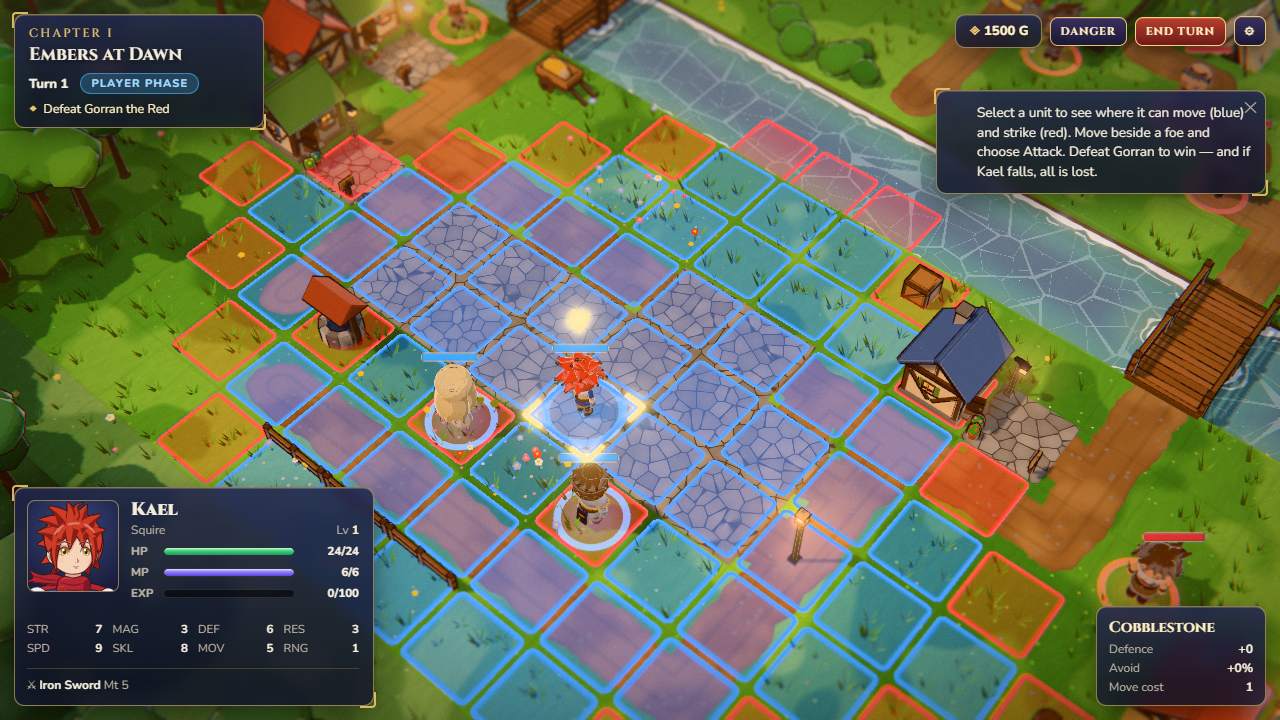 CHAPTER I
EMBERS AT DAWN
Turn 1 PLAYER PHASE
Defeat Gorran the Red
1500 G DANGER END TURN
Select a unit to see where it can move (blue)
and strike (red). Move beside a foe and
choose Attack. Defeat Gorran to win — and if
Kael falls, all is lost.
KAEL
Squire Lv 1
HP 24/24
MP 6/6
EXP 0/100
STR 7 MAG 3 DEF 6 RES 3
SPD 9 SKL 8 MOV 5 RNG 1
Iron Sword Mt 5
COBBLESTONE
Defence +0
Avoid +0%
Move cost 1